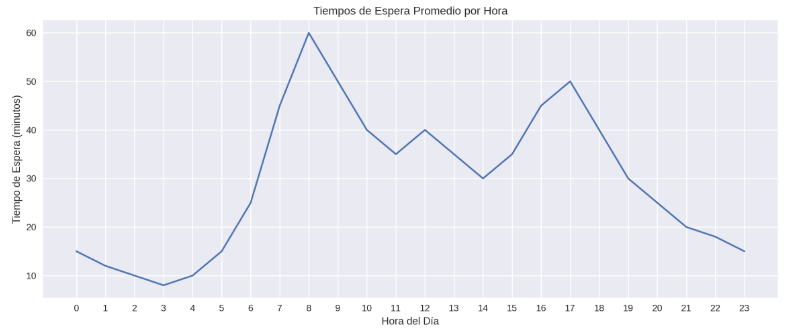 Tiempos de Espera Promedio por Hora
Tiempo de Espera (minutos)
60
50
40
30
20
10
0 1 2 3 4 5 6 7 8 9 10 11 12 13 14 15 16 17 18 19 20 21 22 23
Hora del Día